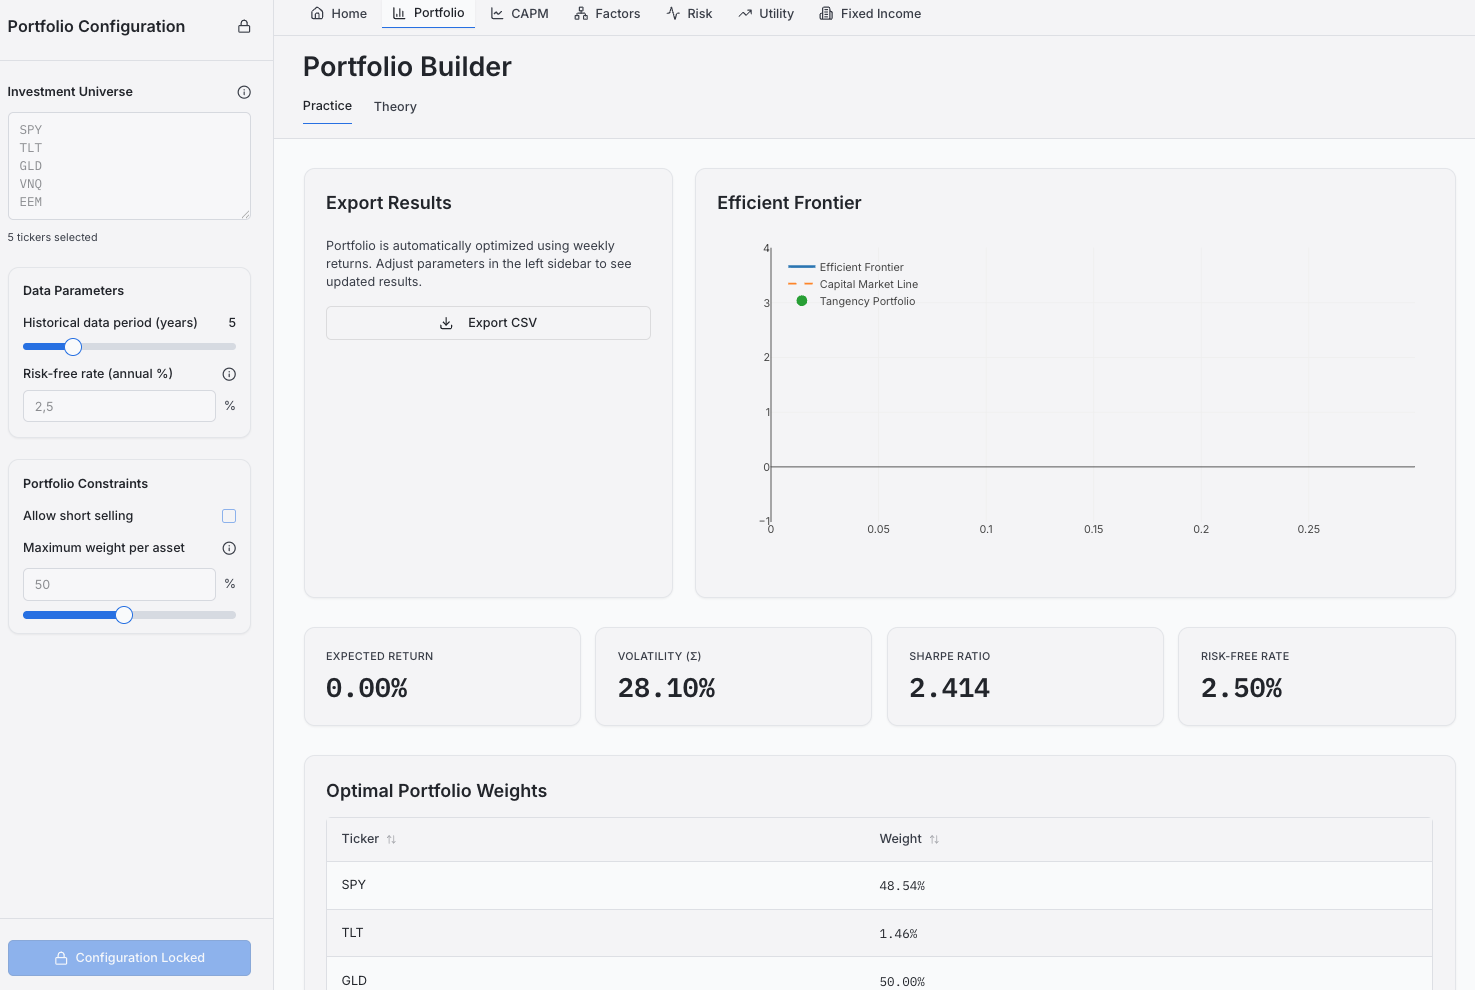 Portfolio Configuration
Investment Universe
SPY
TLT
GLD
VNQ
EEM
5 tickers selected
Data Parameters
Historical data period (years) 5
Risk-free rate (annual %)
2,5 %
Portfolio Constraints
Allow short selling
Maximum weight per asset
50 %
Configuration Locked
Home Portfolio CAPM Factors Risk Utility Fixed Income
Portfolio Builder
Practice Theory
Export Results
Portfolio is automatically optimized using weekly
returns. Adjust parameters in the left sidebar to see
updated results.
Export CSV
Efficient Frontier
4
3
2
1
0
−1
0 0.05 0.1 0.15 0.2 0.25
Efficient Frontier
Capital Market Line
Tangency Portfolio
EXPECTED RETURN
0.00%
VOLATILITY (Σ)
28.10%
SHARPE RATIO
2.414
RISK-FREE RATE
2.50%
Optimal Portfolio Weights
Ticker Weight
SPY 48.54%
TLT 1.46%
GLD 50.00%